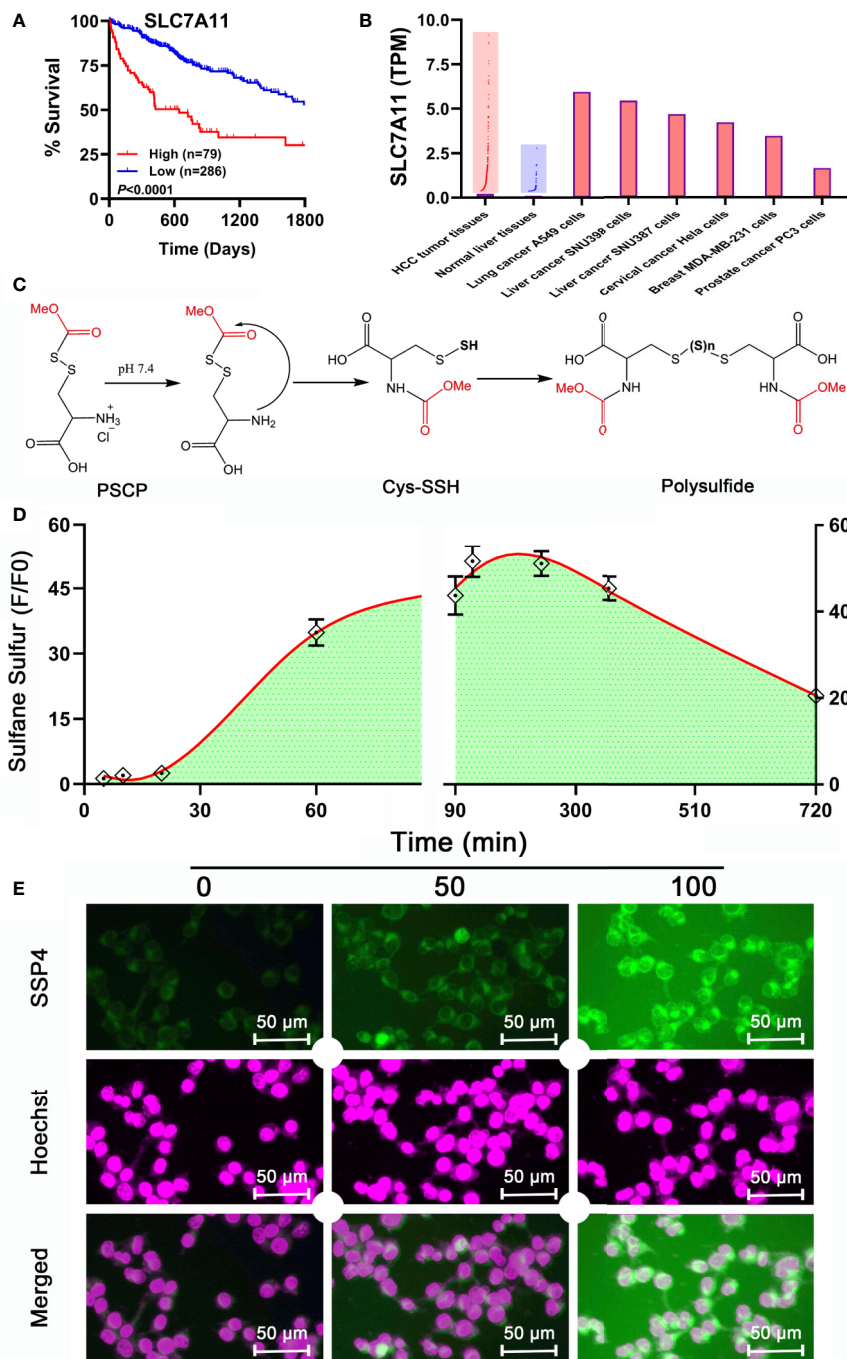 A
SLC7A11
100
75
50
25
0
% Survival
High (n=79)
Low (n=286)
P<0.0001
0 600 1200 1800
Time (Days)
B
10.0
7.5
5.0
2.5
0.0
SLC7A11 (TPM)
HCC tumor tissues
Normal liver tissues
Lung cancer A549 cells
Liver cancer SNU398 cells
Liver cancer SNU387 cells
cervical cancer Hela cells
Breast MDA-MB-231 cells
Prostate cancer PC3 cells
C
MeO
O
S
S
NH3
+
Cl−
O
OH
pH 7.4
MeO
O
S
S
NH2
O
OH
O
HO
S
SH
N
H
OMe
O
O
HO
S
(S)n
S
O
OH
MeO
N
H
O
N
H
OMe
O
PSCP
Cys-SSH
Polysulfide
D
60
45
30
15
0
Sulfane Sulfur (F/F0)
60
40
20
0
0 30 60
90 300 510 720
Time (min)
E
0 50 100
SSP4
50 µm
50 µm
50 µm
Hoechst
50 µm
50 µm
50 µm
Merged
50 µm
50 µm
50 µm